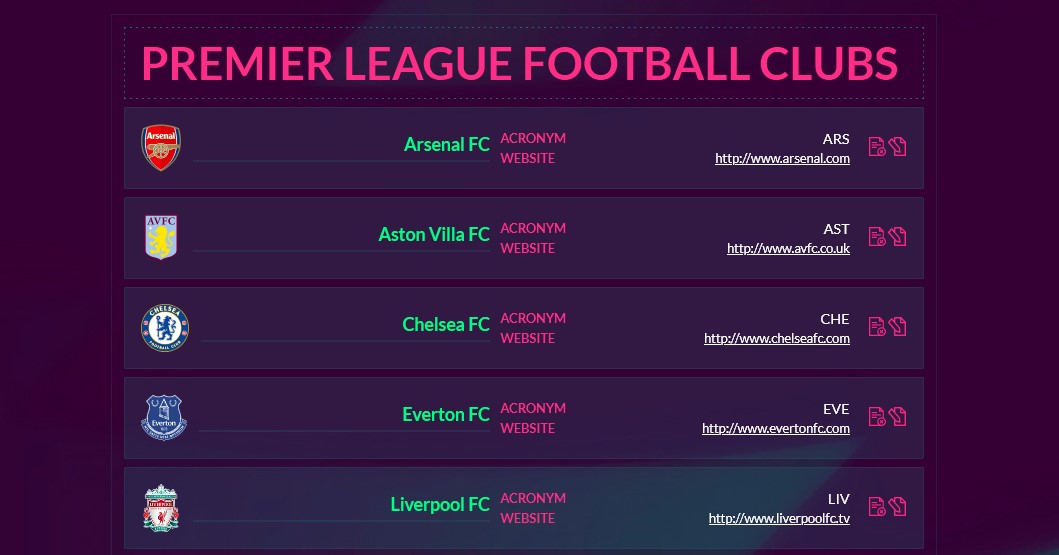 PREMIER LEAGUE FOOTBALL CLUBS
Arsenal
Arsenal FC
ACRONYM
ARS
WEBSITE
http://www.arsenal.com
AVFC
Aston Villa FC
ACRONYM
AST
WEBSITE
http://www.avfc.co.uk
CHELSEA
FOOTBALL CLUB
Chelsea FC
ACRONYM
CHE
WEBSITE
http://www.chelseafc.com
Everton
Everton FC
ACRONYM
EVE
WEBSITE
http://www.evertonfc.com
Liverpool FC
ACRONYM
LIV
WEBSITE
http://www.liverpoolfc.tv